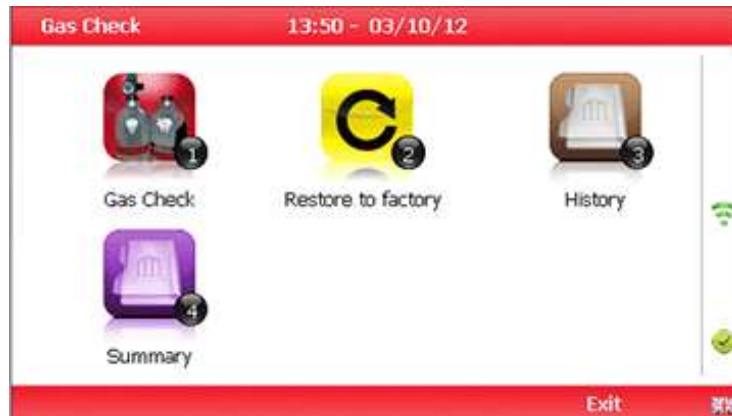 Gas Check 13:50 - 03/10/12
1 2 3
Gas Check Restore to factory History
4
Summary
Exit